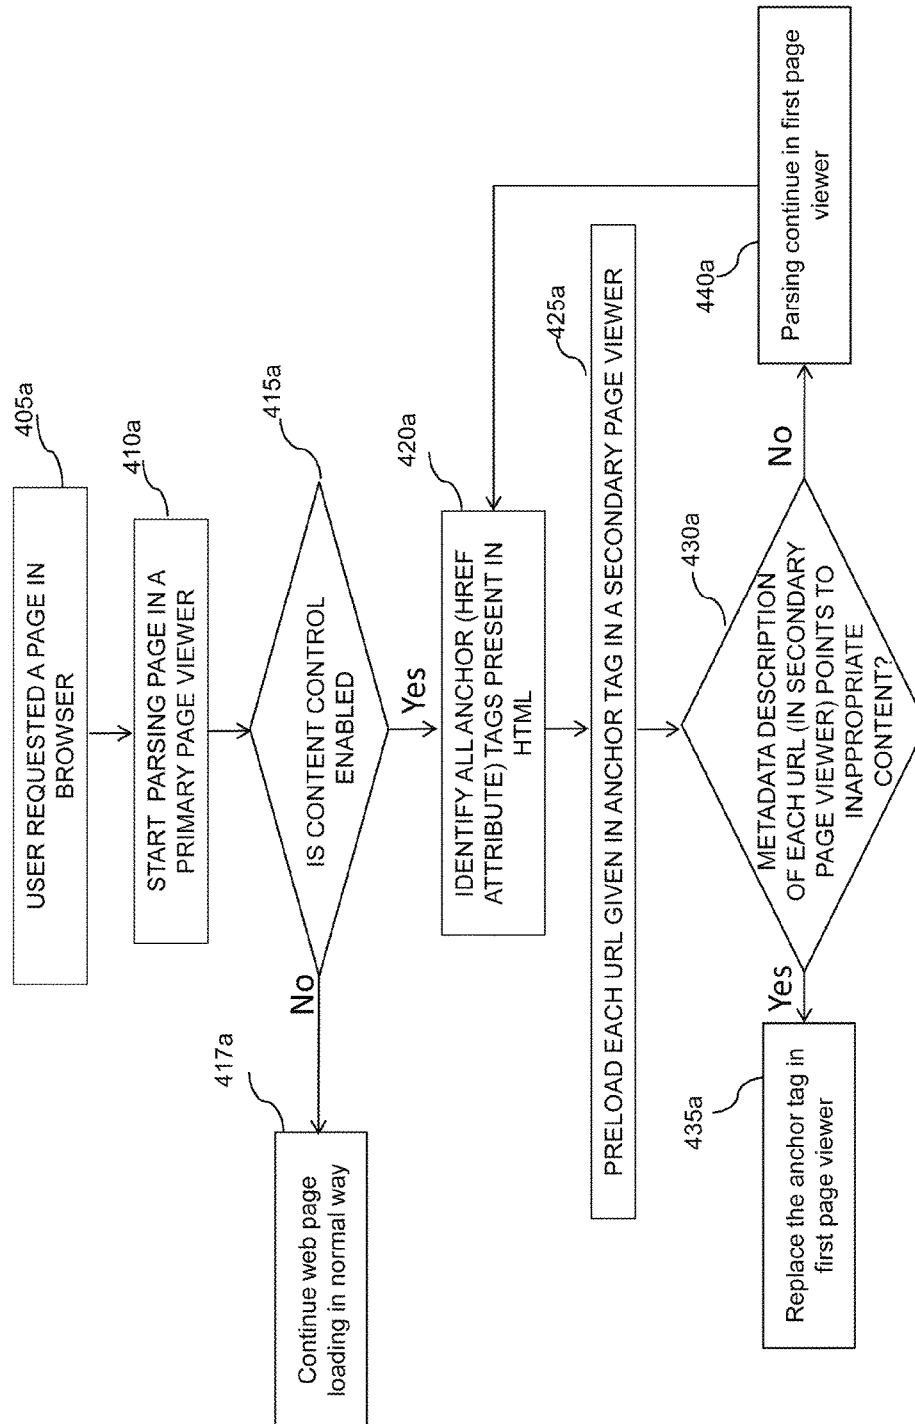 405a
USER REQUESTED A PAGE IN
BROWSER
410a
START PARSING PAGE IN A
PRIMARY PAGE VIEWER
415a
IS CONTENT CONTROL
ENABLED
No
417a
Continue web page
loading in normal way
Yes
420a
IDENTIFY ALL ANCHOR (HREF
ATTRIBUTE) TAGS PRESENT IN
HTML
425a
PRELOAD EACH URL GIVEN IN ANCHOR TAG IN A SECONDARY PAGE VIEWER
430a
METADATA DESCRIPTION
OF EACH URL (IN SECONDARY
PAGE VIEWER) POINTS TO
INAPPROPRIATE
CONTENT?
Yes
435a
Replace the anchor tag in
first page viewer
No
440a
Parsing continue in first page
viewer